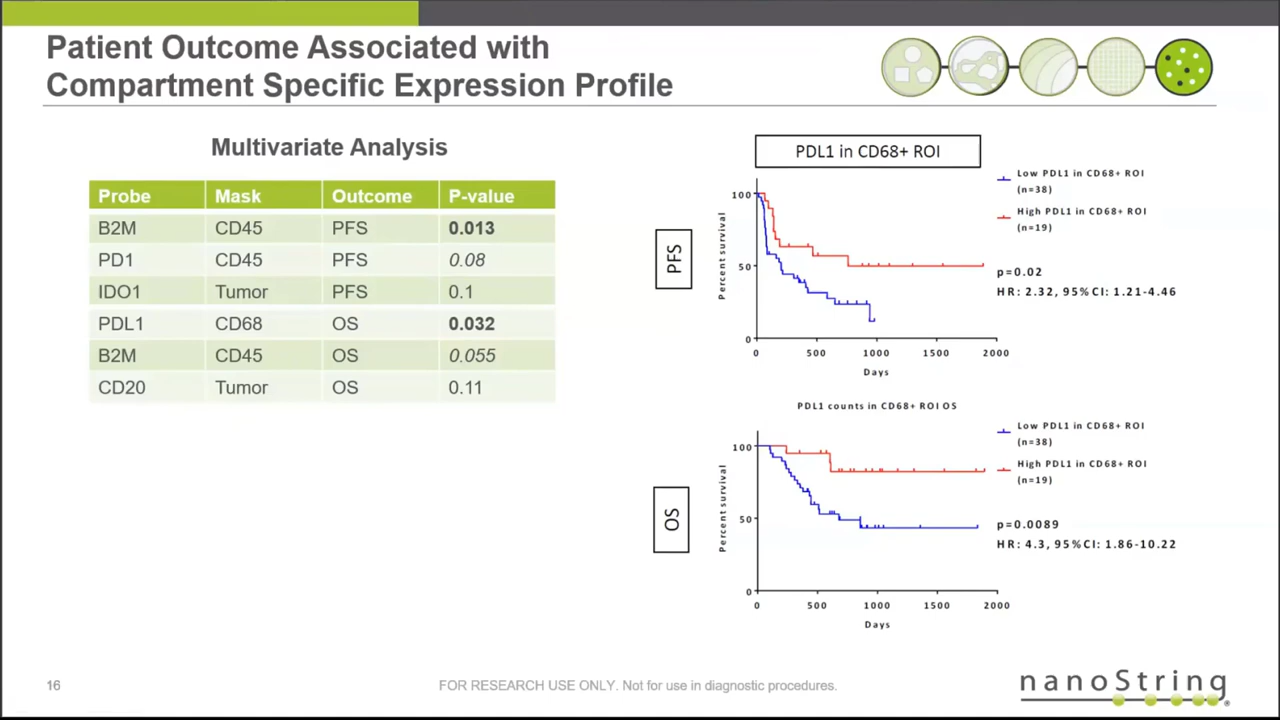 Patient Outcome Associated with
Compartment Specific Expression Profile
Multivariate Analysis
Probe Mask Outcome P-value
B2M CD45 PFS 0.013
PD1 CD45 PFS 0.08
IDO1 Tumor PFS 0.1
PDL1 CD68 OS 0.032
B2M CD45 OS 0.055
CD20 Tumor OS 0.11
PDL1 in CD68+ ROI
PFS
Percent survival
100
50
0
0 500 1000 1500 2000
Days
Low PDL1 in CD68+ ROI
(n=38)
High PDL1 in CD68+ ROI
(n=19)
p=0.02
HR: 2.32, 95%CI: 1.21-4.46
PDL1 counts in CD68+ ROI OS
OS
Percent survival
100
50
0
0 500 1000 1500 2000
Days
Low PDL1 in CD68+ ROI
(n=38)
High PDL1 in CD68+ ROI
(n=19)
p=0.0089
HR: 4.3, 95%CI: 1.86-10.22
16
FOR RESEARCH USE ONLY. Not for use in diagnostic procedures.
nanoString®